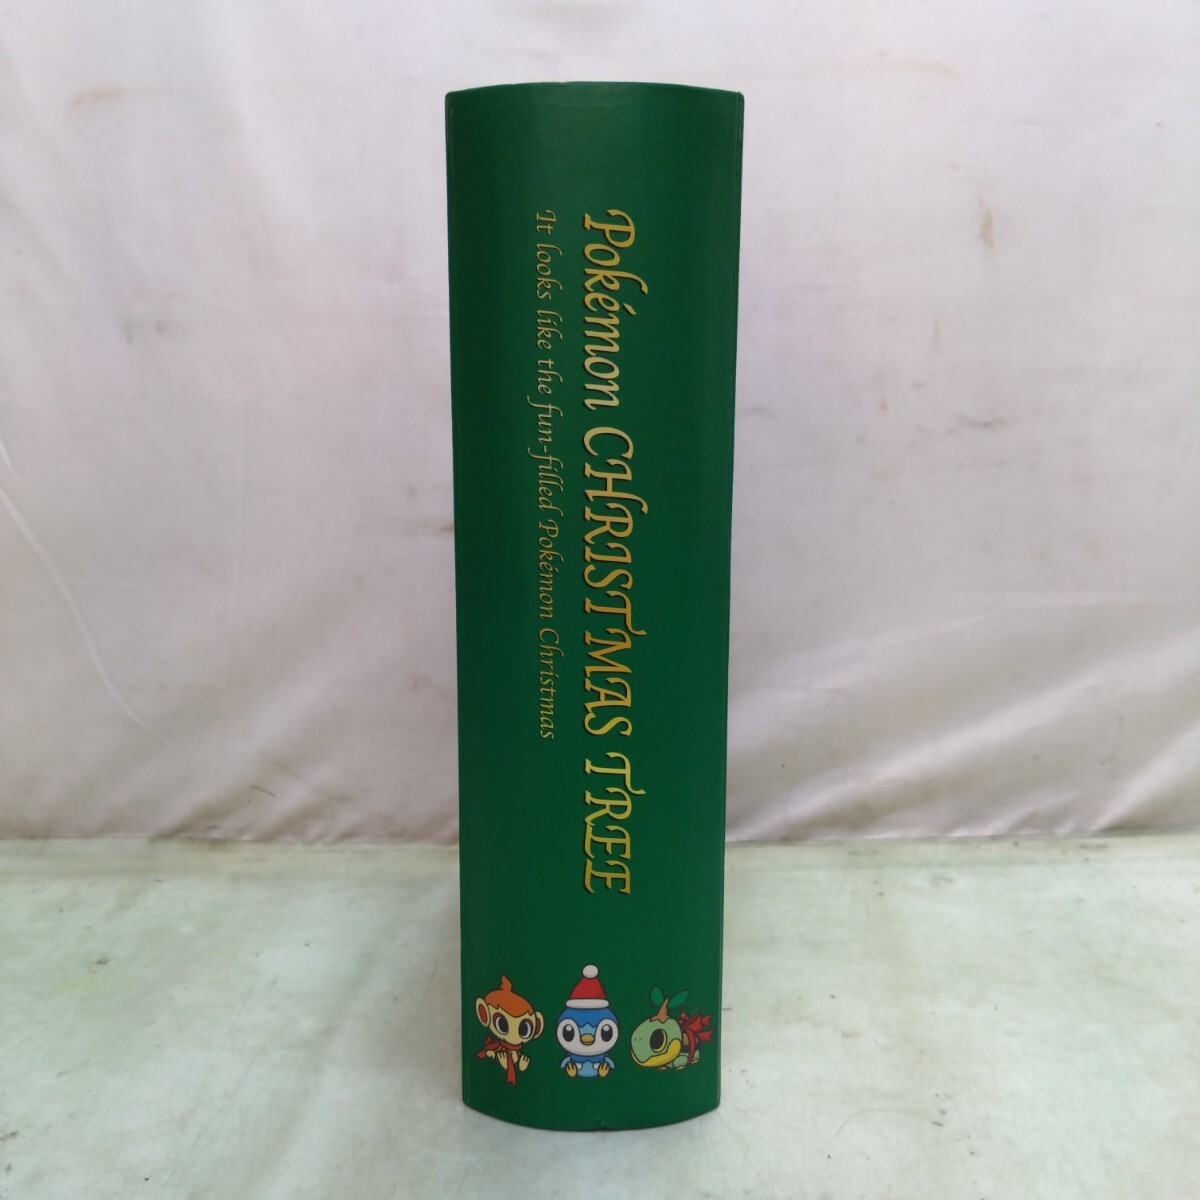 Pokémon CHRISTMAS TREE
It looks like the fun-filled Pokémon Christmas